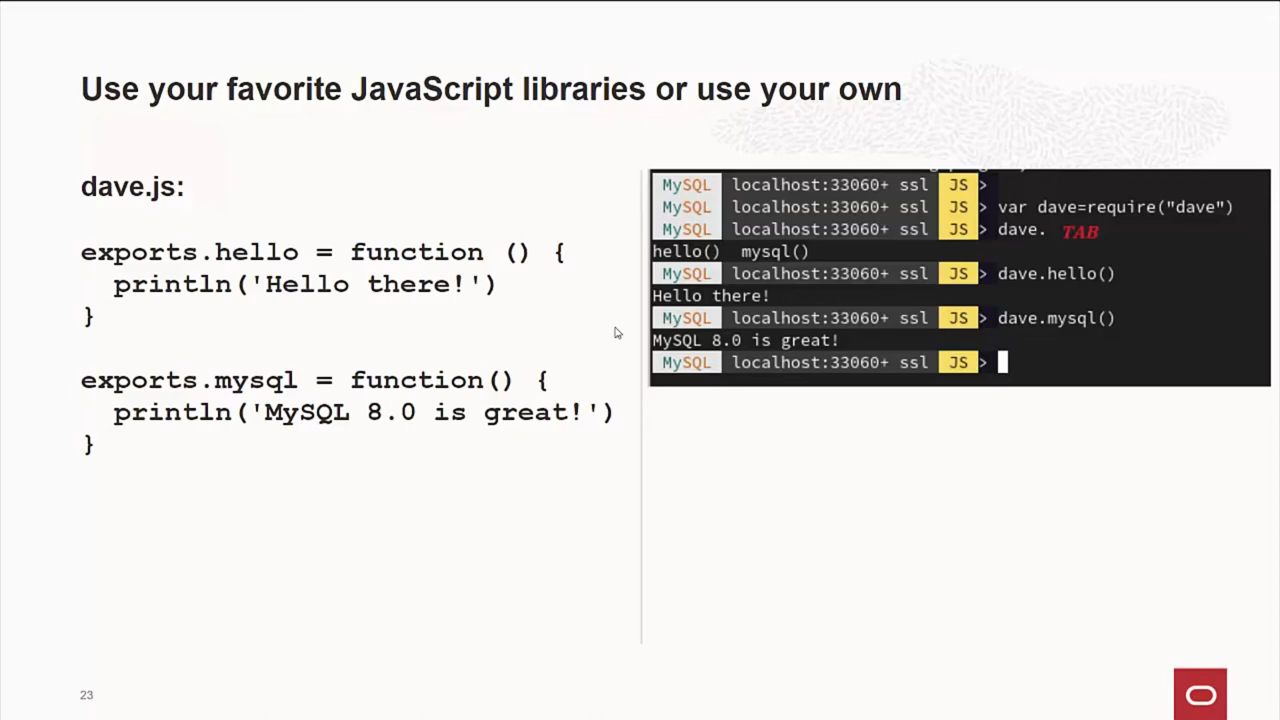 Use your favorite JavaScript libraries or use your own
dave.js:
exports.hello = function () {
println('Hello there!')
}
exports.mysql = function() {
println('MySQL 8.0 is great!')
}
MySQL localhost:33060+ ssl JS >
MySQL localhost:33060+ ssl JS > var dave=require("dave")
MySQL localhost:33060+ ssl JS > dave. TAB
hello() mysql()
MySQL localhost:33060+ ssl JS > dave.hello()
Hello there!
MySQL localhost:33060+ ssl JS > dave.mysql()
MySQL 8.0 is great!
MySQL localhost:33060+ ssl JS >
23